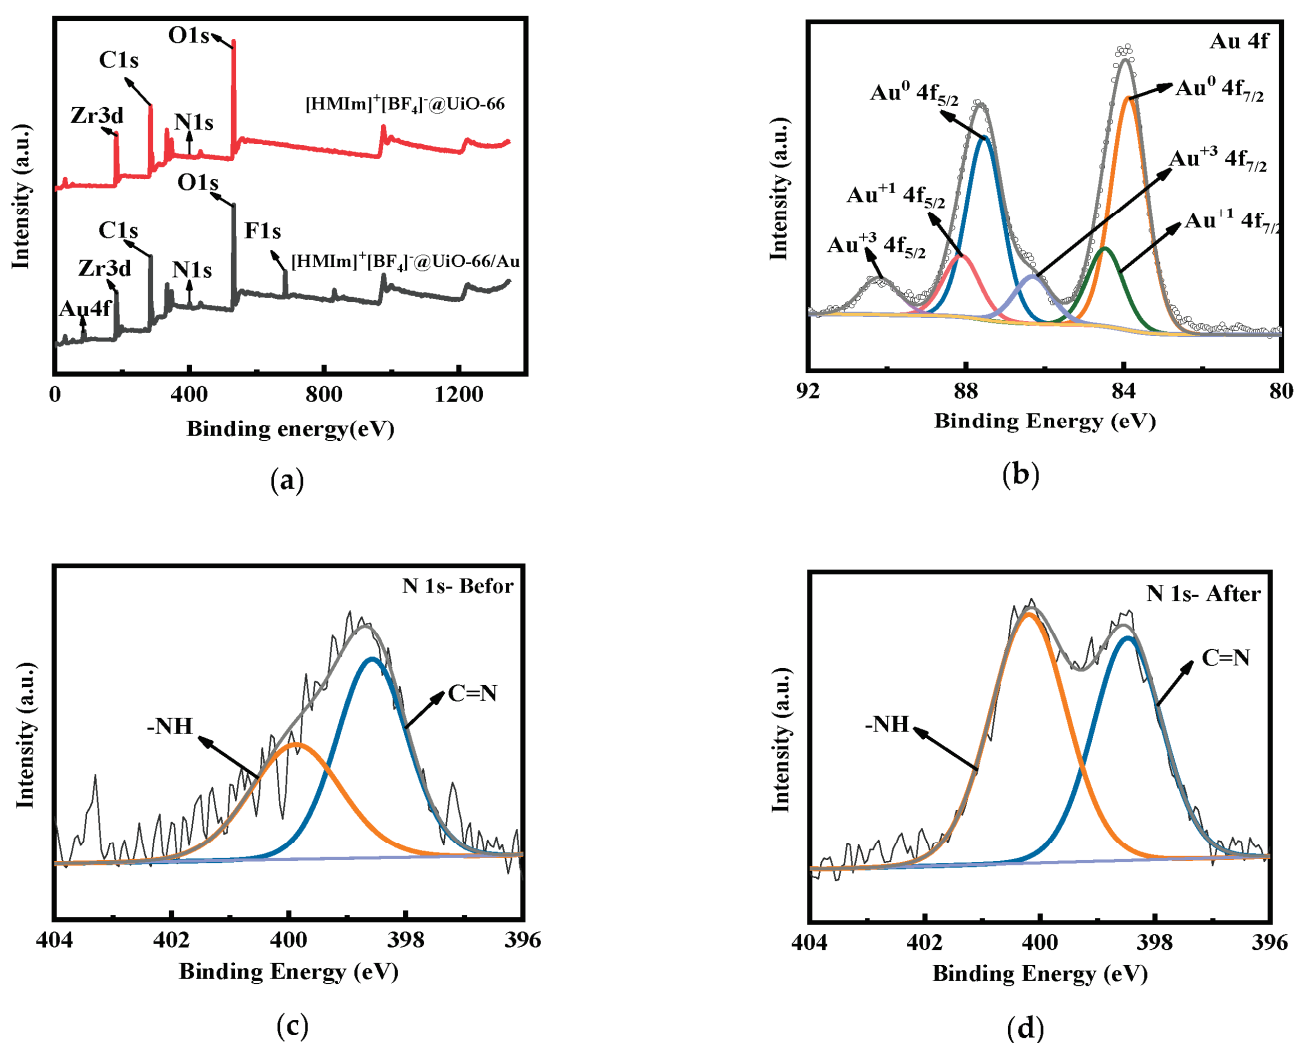 O1s
C1s
[HMIm]⁺[BF₄]⁻@UiO-66
Zr3d
N1s
O1s
C1s
F1s
[HMIm]⁺[BF₄]⁻@UiO-66/Au
Zr3d
N1s
Au4f
Intensity (a.u.)
0 400 800 1200
Binding energy(eV)
(a)
Au 4f
Au⁰ 4f₅/₂
Au⁰ 4f₇/₂
Au⁺³ 4f₇/₂
Au⁺¹ 4f₅/₂
Au⁺¹ 4f₇/₂
Au⁺³ 4f₅/₂
Intensity (a.u.)
92 88 84 80
Binding Energy (eV)
(b)
N 1s- Befor
C=N
-NH
Intensity (a.u.)
404 402 400 398 396
Binding Energy (eV)
(c)
N 1s- After
C=N
-NH
Intensity (a.u.)
404 402 400 398 396
Binding Energy (eV)
(d)